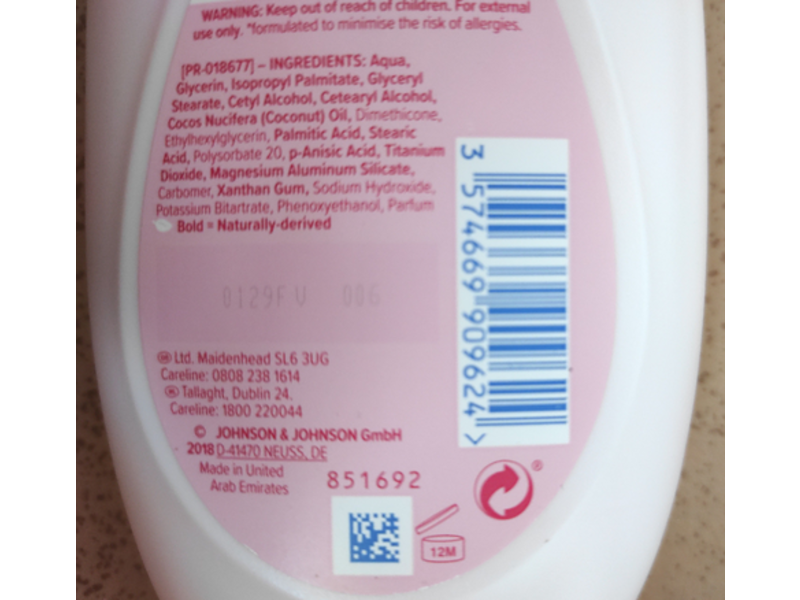 WARNING: Keep out of reach of children. For external
use only. *formulated to minimise the risk of allergies.
[PR-018677] – INGREDIENTS: Aqua,
Glycerin, Isopropyl Palmitate, Glyceryl
Stearate, Cetyl Alcohol, Cetearyl Alcohol,
Cocos Nucifera (Coconut) Oil, Dimethicone,
Ethylhexylglycerin, Palmitic Acid, Stearic
Acid, Polysorbate 20, p-Anisic Acid, Titanium
Dioxide, Magnesium Aluminum Silicate,
Carbomer, Xanthan Gum, Sodium Hydroxide,
Potassium Bitartrate, Phenoxyethanol, Parfum
Bold = Naturally-derived
0129FV 006
3 574669 909624 >
GB Ltd. Maidenhead SL6 3UG
Careline: 0808 238 1614
Tallaght, Dublin 24.
Careline: 1800 220044
© JOHNSON & JOHNSON GmbH
2018 D-41470 NEUSS, DE
Made in United
Arab Emirates
851692
®
12M